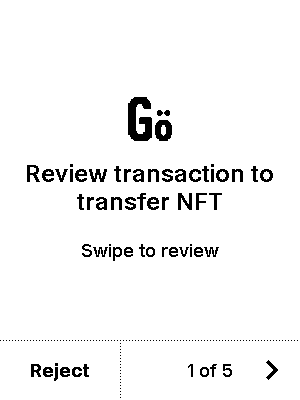 Gö
Review transaction to
transfer NFT
Swipe to review
Reject
1 of 5